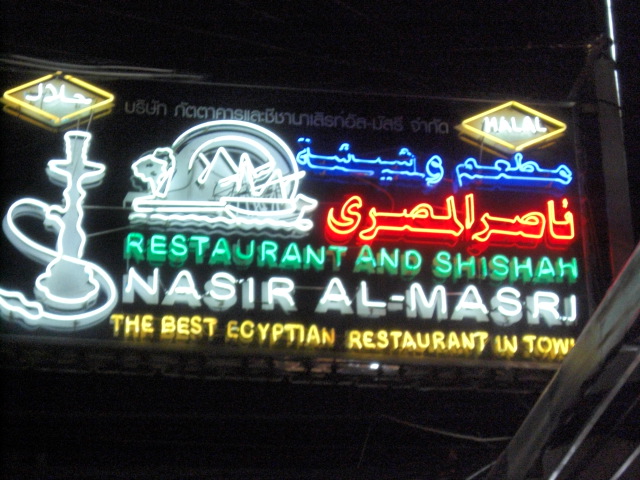 حلال
บริษัท ภัตตาคารและชีชานาเสิรท์อัล-มัสรี จำกัด
HALAL
مطعم وشيشة
ناصر المصرى
RESTAURANT AND SHISHAH
NASIR AL-MASRI
THE BEST EGYPTIAN RESTAURANT IN TOWN